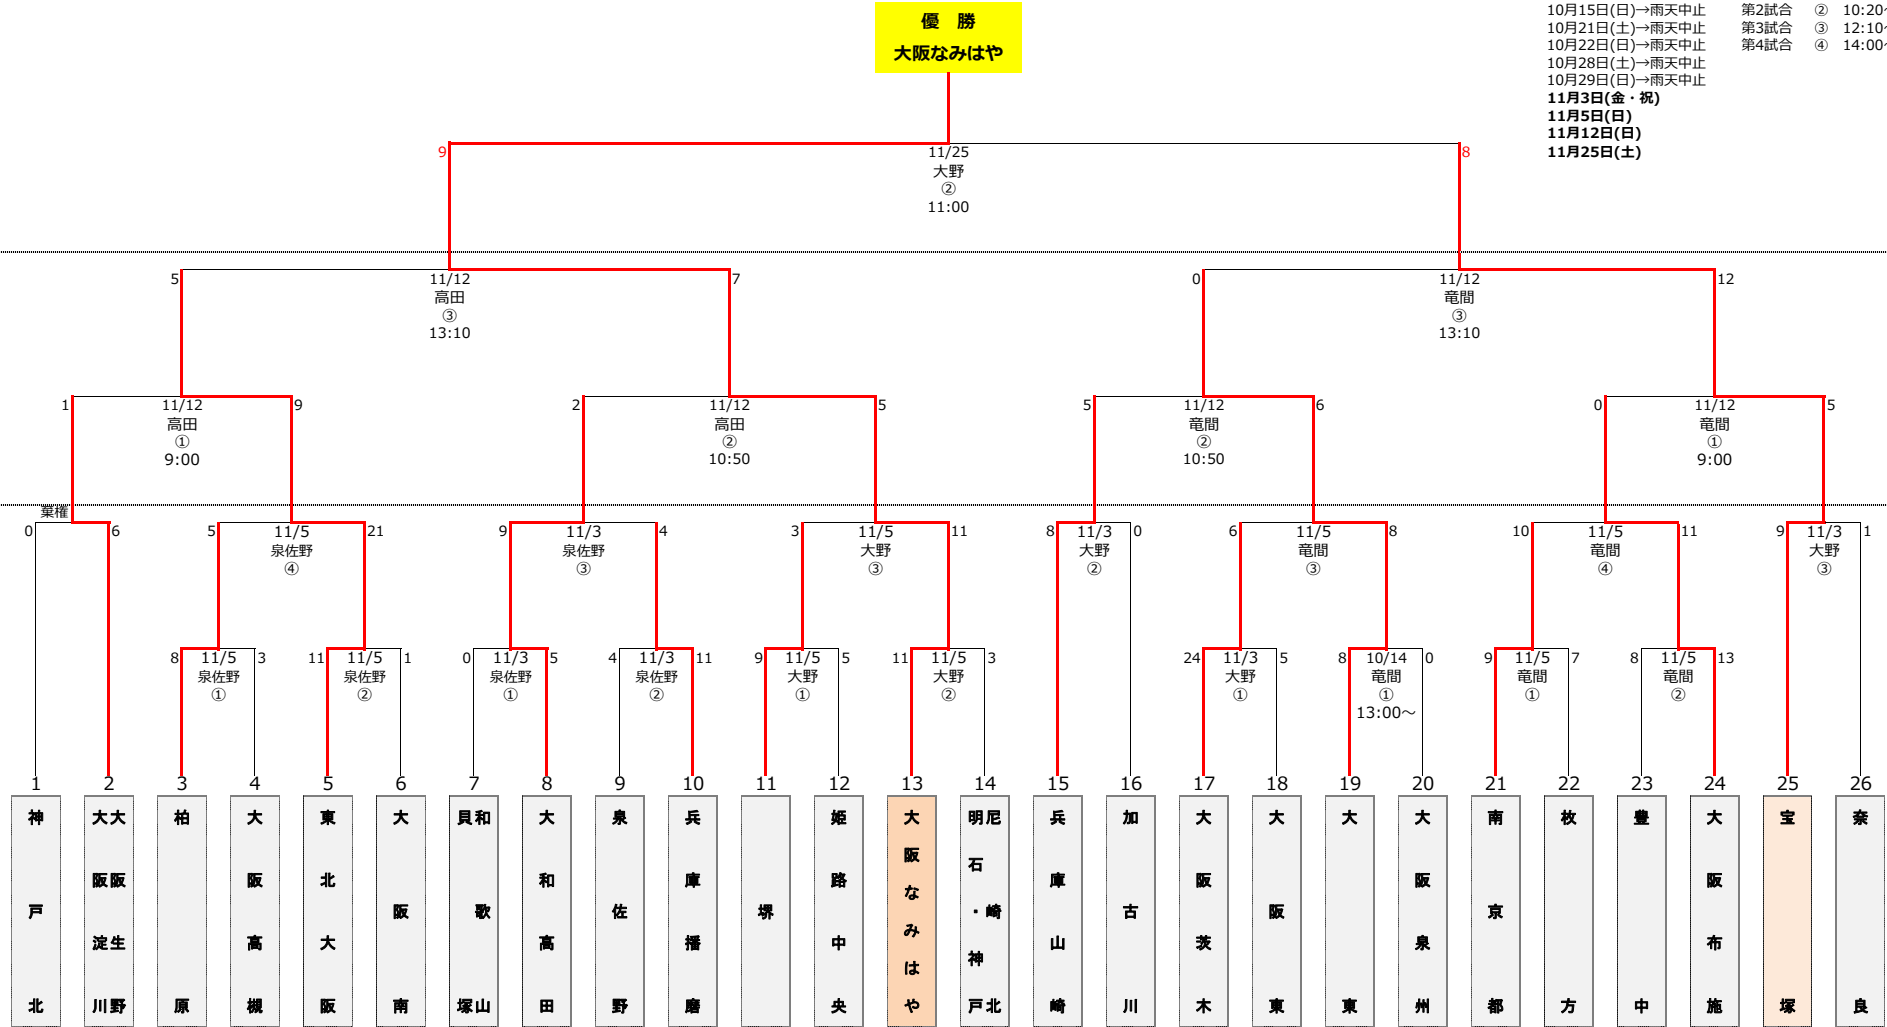 優　勝
大阪なみはや
10月15日(日)→雨天中止　第2試合　②　10:20~
10月21日(土)→雨天中止　第3試合　③　12:10~
10月22日(日)→雨天中止　第4試合　④　14:00~
10月28日(土)→雨天中止
10月29日(日)→雨天中止
11月3日(金・祝)
11月5日(日)
11月12日(日)
11月25日(土)
9 11/25 8
大野
②
11:00
5 11/12 7
高田
③
13:10
0 11/12 12
竜間
③
13:10
1 11/12 9
高田
①
9:00
2 11/12 5
高田
②
10:50
5 11/12 6
竜間
②
10:50
0 11/12 5
竜間
①
9:00
棄権
0 6
5 11/5 21
泉佐野
④
9 11/3 4
泉佐野
③
3 11/5 11
大野
③
8 11/3 0
大野
②
6 11/5 8
竜間
③
10 11/5 11
竜間
④
9 11/3 1
大野
③
8 11/5 3
泉佐野
①
11 11/5 1
泉佐野
②
0 11/3 5
泉佐野
①
4 11/3 11
泉佐野
②
9 11/5 5
大野
①
11 11/5 3
大野
②
24 11/3 5
大野
①
8 10/14 0
竜間
①
13:00～
9 11/5 7
竜間
①
8 11/5 13
竜間
②
1 2 3 4 5 6 7 8 9 10 11 12 13 14 15 16 17 18 19 20 21 22 23 24 25 26
神戸北
大阪生野
大阪淀川
柏原
大阪高槻
東北大阪
大阪南
和歌山
貝塚
大和高田
泉佐野
兵庫播磨
堺
姫路中央
大阪なみはや
尼崎北
明石・神戸
兵庫山崎
加古川
大阪茨木
大阪東
大東
大阪泉州
南京都
枚方
豊中
大阪布施
宝塚
奈良